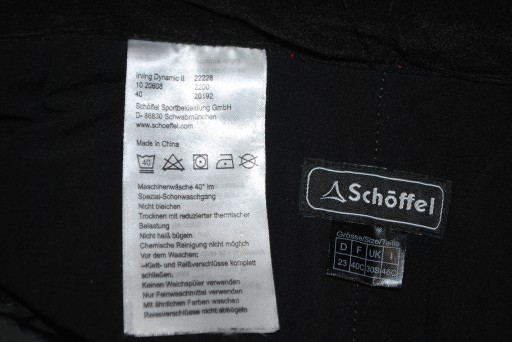 Irving Dynamic II 22228
10 20608 2200
40 20192
Schöffel Sportbekleidung GmbH
D- 86830 Schwabmünchen
www.schoeffel.com
Made in China
40
Maschinenwäsche 40° im
Spezial-Schonwaschgang
Nicht bleichen
Trocknen mit reduzierter thermischer
Belastung
Nicht heiß bügeln
Chemische Reinigung nicht möglich
Vor dem Waschen:
–Klett- und Reißverschlüsse komplett
schließen.
Keinen Weichspüler verwenden
Nur Feinwaschmittel verwenden
Mit ähnlichen Farben waschen
Reissverschlüsse nicht abbügeln
Schöffel
Grösse/Size/Taille
D F UK I
23 40C 30S 46C